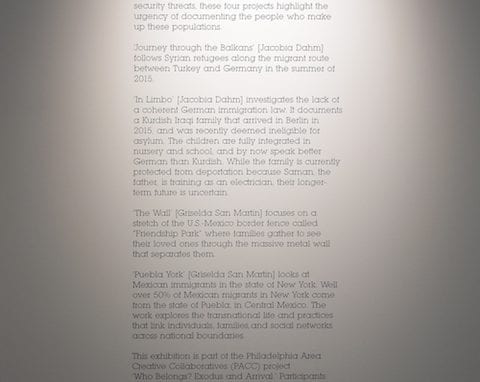 security threats, these four projects highlight the
urgency of documenting the people who make
up these populations.
'Journey through the Balkans' [Jacobia Dahm]
follows Syrian refugees along the migrant route
between Turkey and Germany in the summer of
2015.
'In Limbo' [Jacobia Dahm] investigates the lack of
a coherent German immigration law. It documents
a Kurdish Iraqi family that arrived in Berlin in
2015, and was recently deemed ineligible for
asylum. The children are fully integrated in
nursery and school, and by now speak better
German than Kurdish. While the family is currently
protected from deportation because Saman, the
father, is training as an electrician, their longer-
term future is uncertain.
'The Wall' [Griselda San Martin] focuses on a
stretch of the U.S.-Mexico border fence called
"Friendship Park" where families gather to see
their loved ones through the massive metal wall
that separates them.
'Puebla York' [Griselda San Martin] looks at
Mexican immigrants in the state of New York. Well
over 50% of Mexican migrants in New York come
from the state of Puebla, in Central Mexico. The
work explores the transnational life and practices
that link individuals, families, and social networks
across national boundaries.
This exhibition is part of the Philadelphia Area
Creative Collaboratives (PACC) project
'Who Belongs? Exodus and Arrival.' Participants